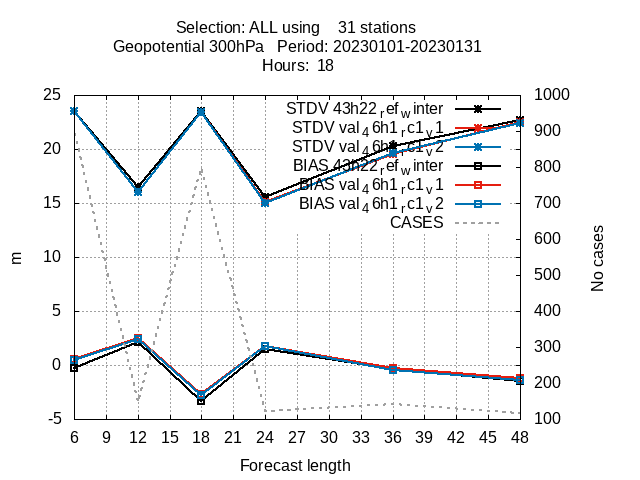 Selection: ALL using    31 stations
Geopotential 300hPa   Period: 20230101-20230131
Hours:  18
25
20
15
10
5
0
-5
m
1000
900
800
700
600
500
400
300
200
100
No cases
STDV 43h22_ref_winter
STDV val_46h1_rc1_v1
STDV val_46h1_rc1_v2
BIAS 43h22_ref_winter
BIAS val_46h1_rc1_v1
BIAS val_46h1_rc1_v2
CASES
6 9 12 15 18 21 24 27 30 33 36 39 42 45 48
Forecast length